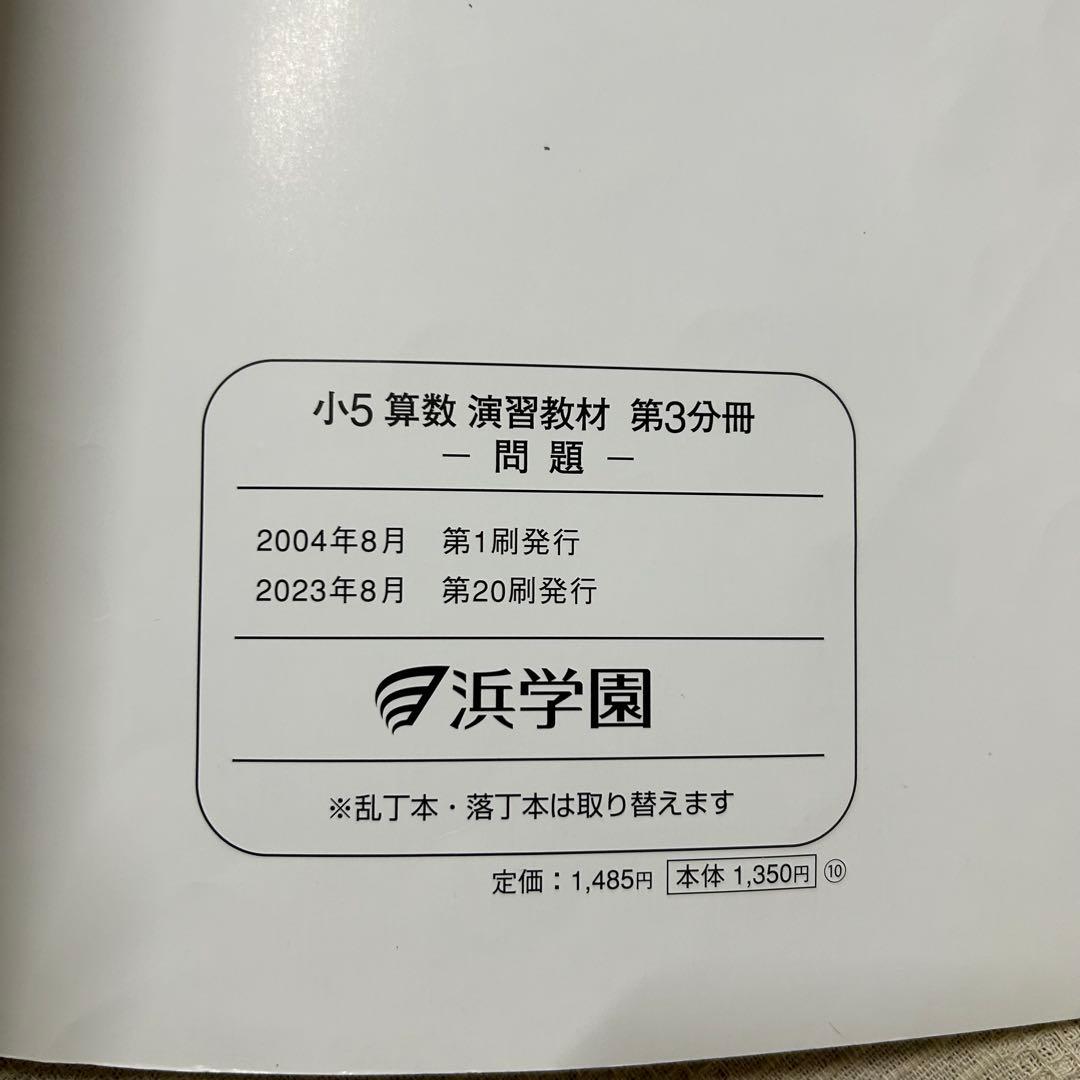 小5 算数 演習教材 第3分冊
― 問 題 ―
2004年8月 第1刷発行
2023年8月 第20刷発行
浜学園
※乱丁本・落丁本は取り替えます
定価：1,485円 本体 1,350円 ⑩